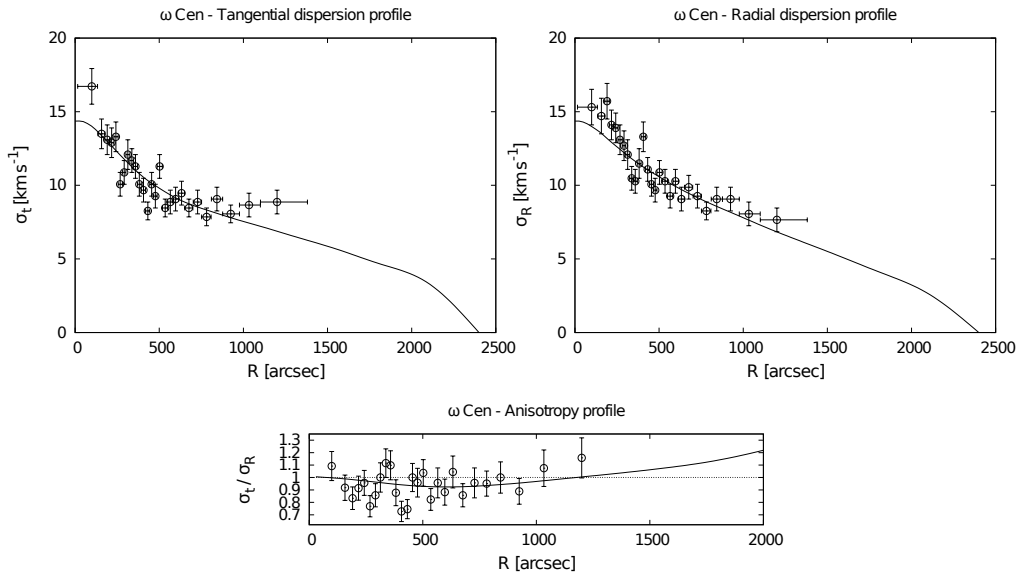 ω Cen - Tangential dispersion profile
20
15
10
5
0
σt [km s-1]
0 500 1000 1500 2000 2500
R [arcsec]
ω Cen - Radial dispersion profile
20
15
10
5
0
σR [km s-1]
0 500 1000 1500 2000 2500
R [arcsec]
ω Cen - Anisotropy profile
1.3
1.2
1.1
1
0.9
0.8
0.7
σt / σR
0 500 1000 1500 2000
R [arcsec]